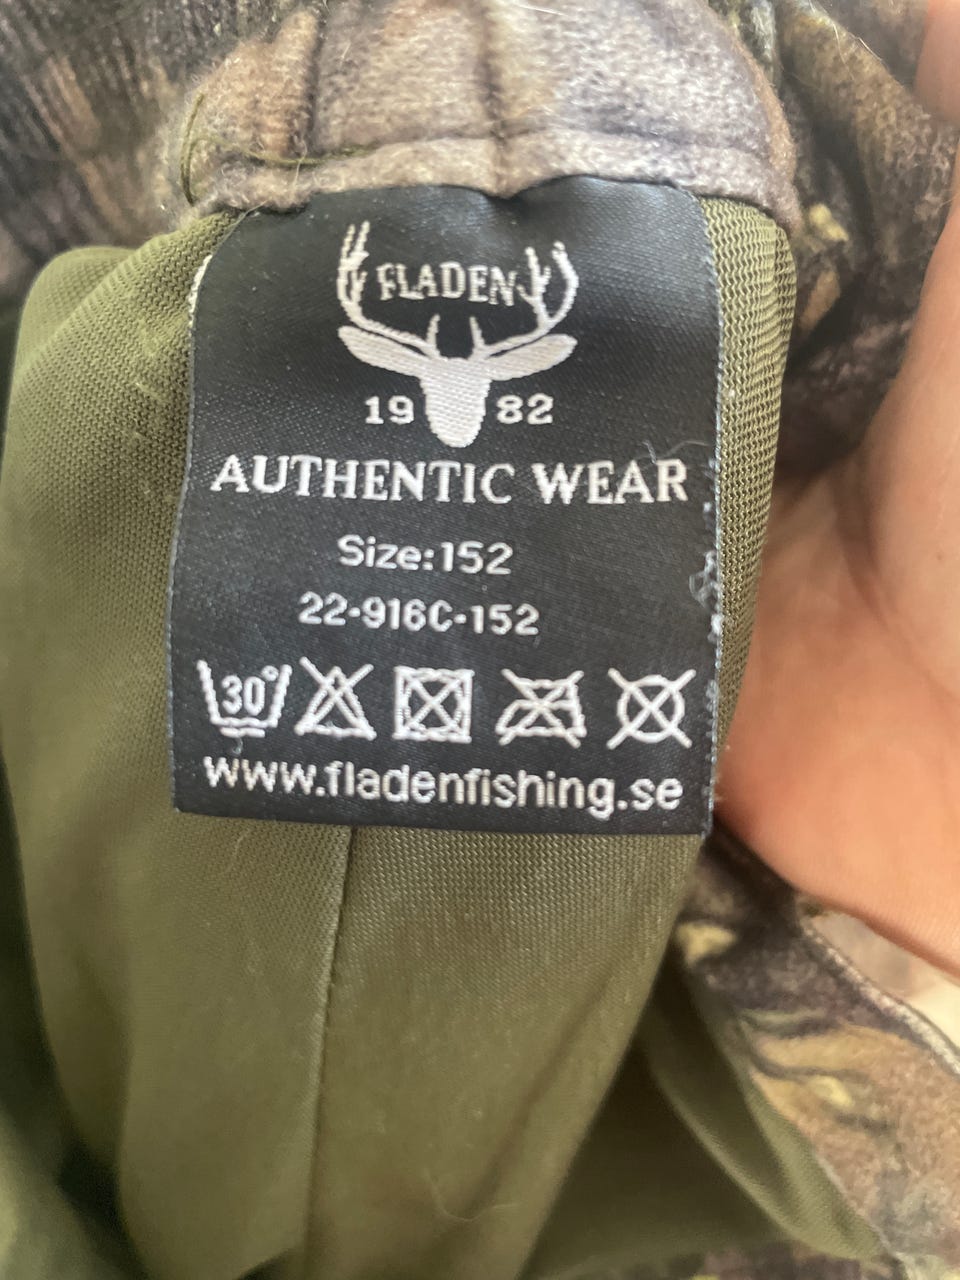 FLADEN
19 82
AUTHENTIC WEAR
Size:152
22-916C-152
30°
www.fladenfishing.se